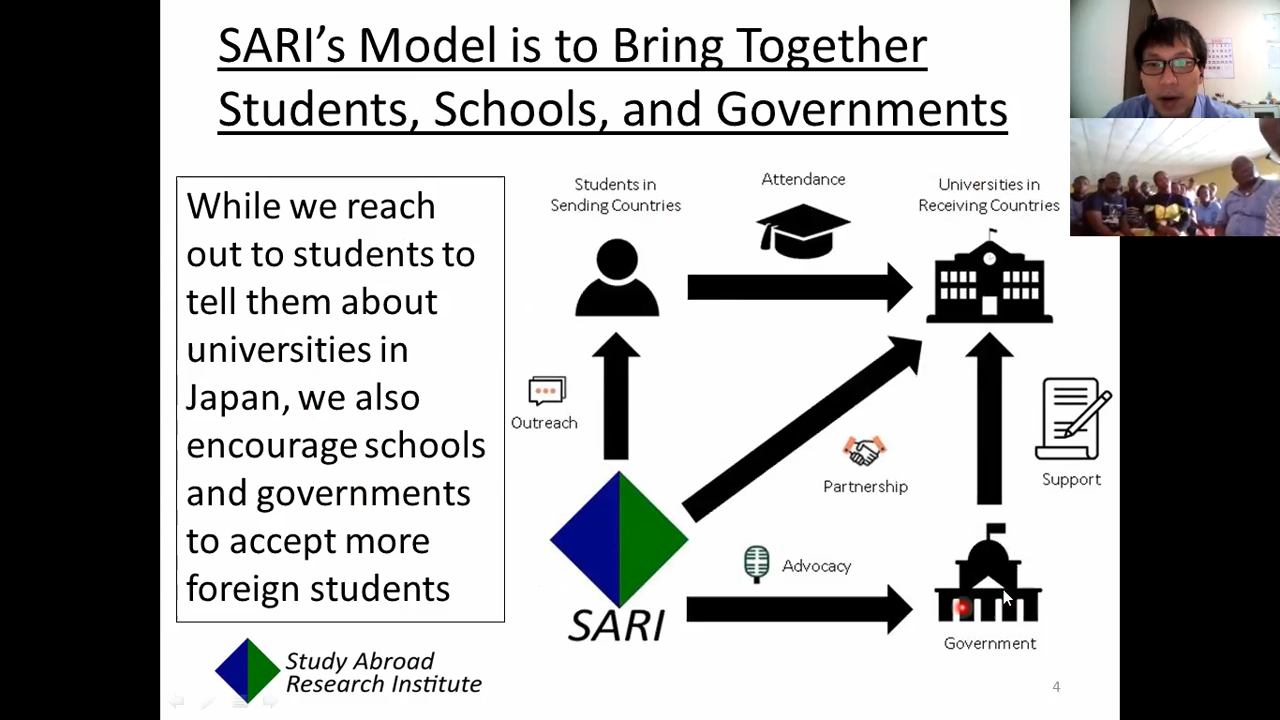 SARI's Model is to Bring Together
Students, Schools, and Governments
While we reach
out to students to
tell them about
universities in
Japan, we also
encourage schools
and governments
to accept more
foreign students
Students in
Sending Countries
Attendance
Universities in
Receiving Countries
Outreach
Partnership
Support
Advocacy
SARI
Government
Study Abroad
Research Institute
4